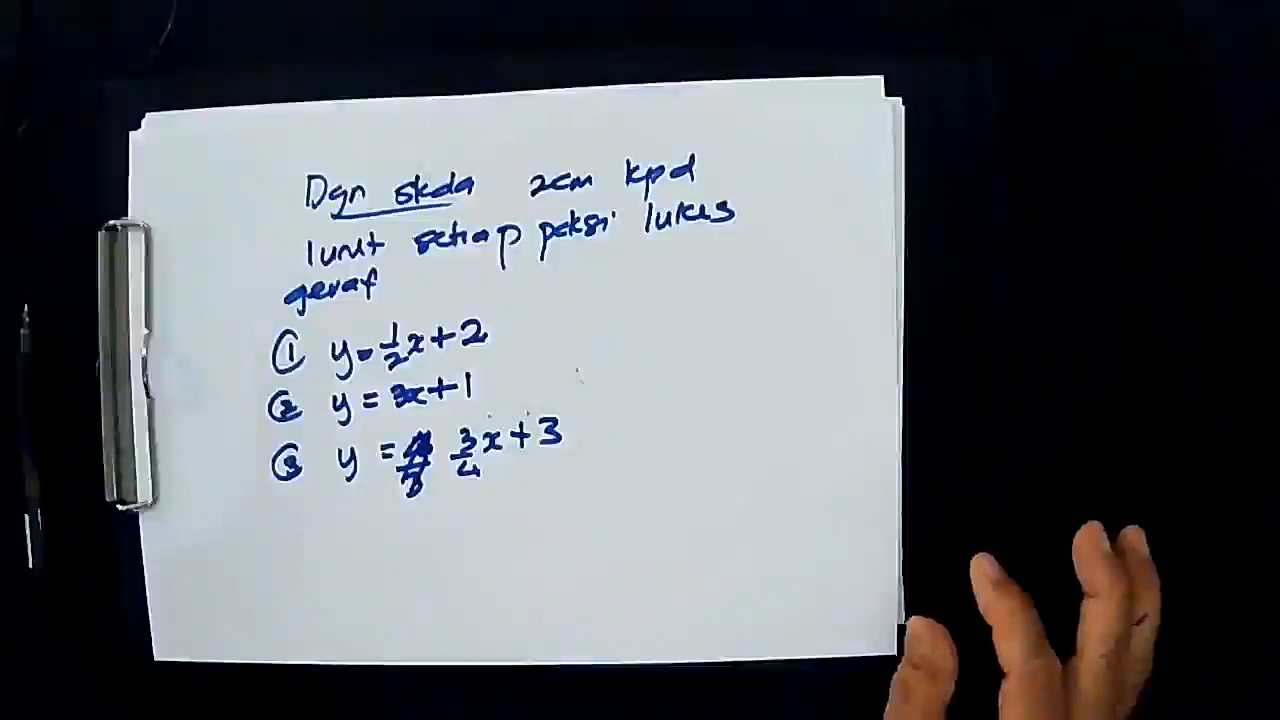 Dgn skala 2cm kpd
1unit setiap paksi lukis
geraf
① y=½x+2
② y=3x+1
③ y = ¾x+3